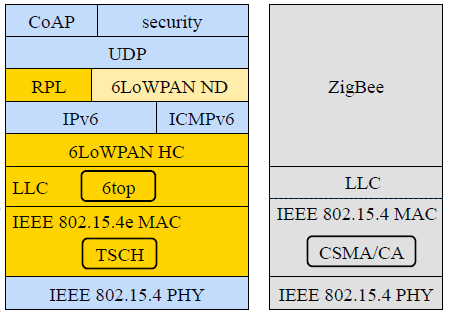 CoAP
security
UDP
RPL
6LoWPAN ND
IPv6
ICMPv6
6LoWPAN HC
LLC
6top
IEEE 802.15.4e MAC
TSCH
IEEE 802.15.4 PHY
ZigBee
LLC
IEEE 802.15.4 MAC
CSMA/CA
IEEE 802.15.4 PHY